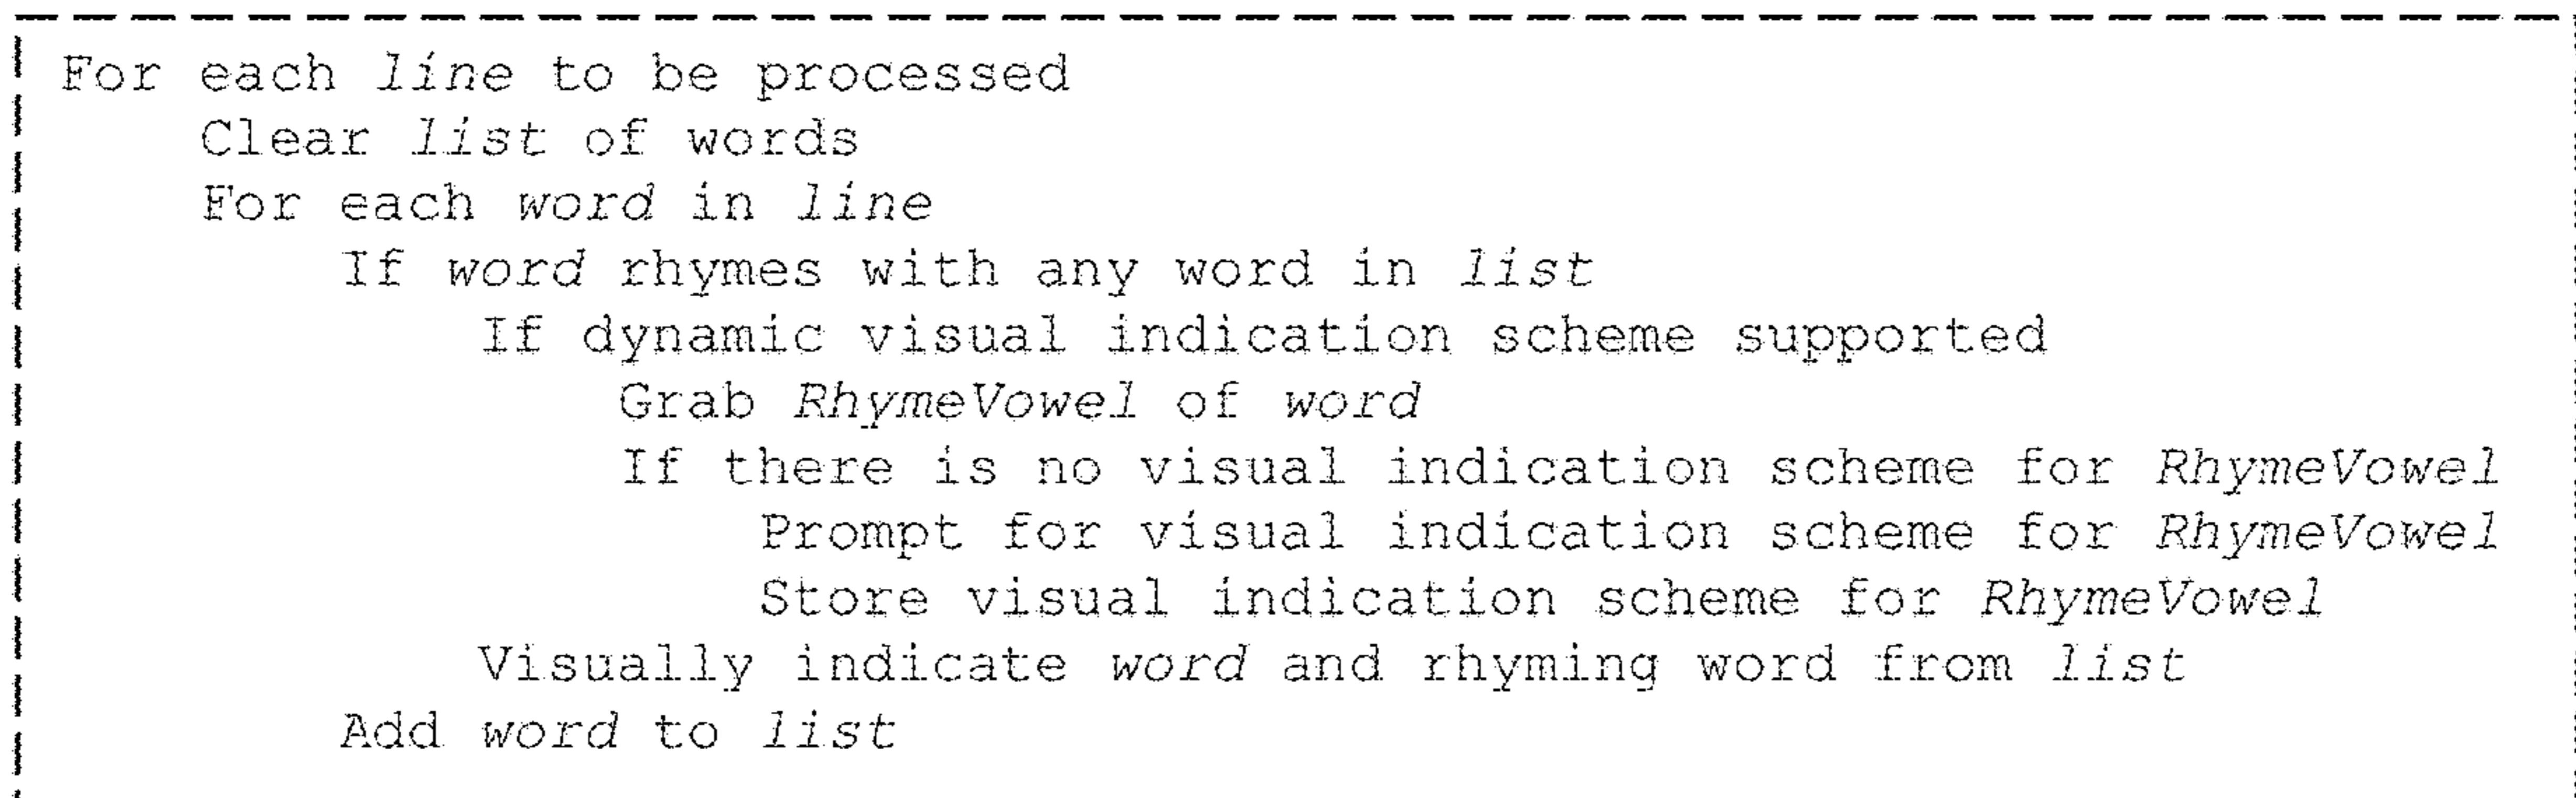 For each line to be processed
Clear list of words
For each word in line
If word rhymes with any word in list
If dynamic visual indication scheme supported
Grab RhymeVowel of word
If there is no visual indication scheme for RhymeVowel
Prompt for visual indication scheme for RhymeVowel
Store visual indication scheme for RhymeVowel
Visually indicate word and rhyming word from list
Add word to list